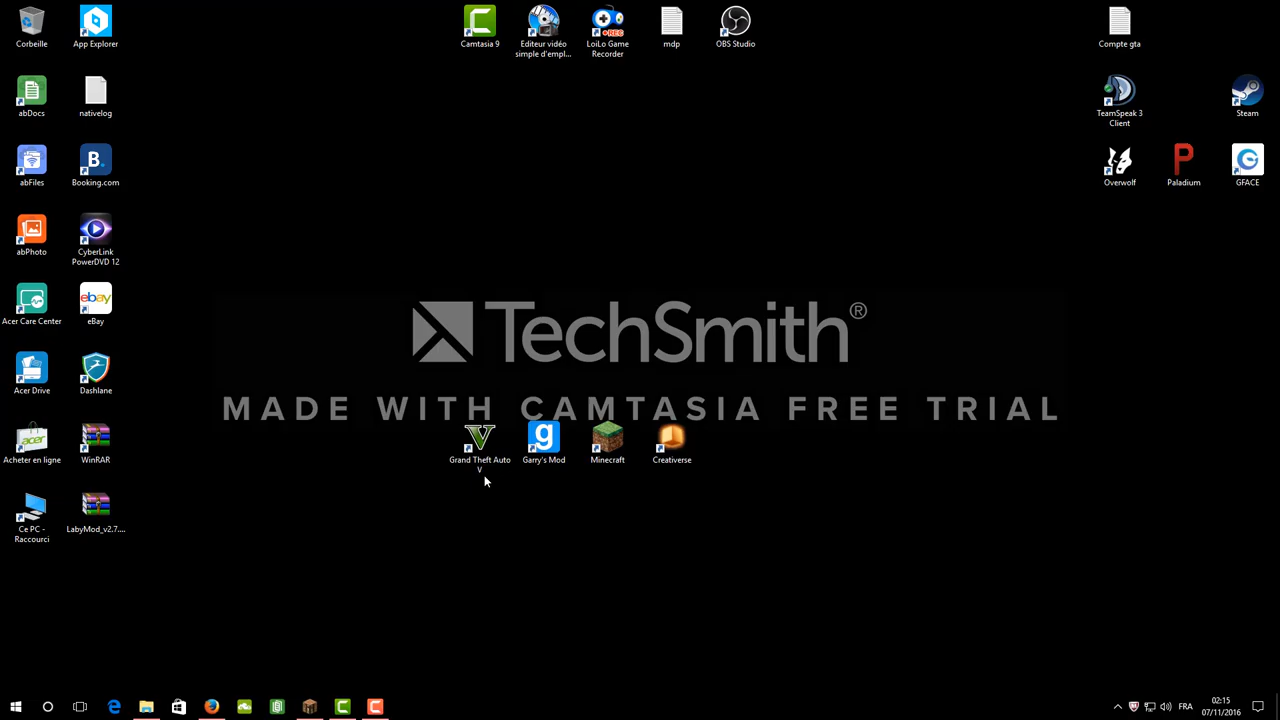 Corbeille
App Explorer
Camtasia 9
Editeur vidéo
simple d'empl...
LoiLo Game
Recorder
mdp
OBS Studio
Compte gta
abDocs
nativelog
TeamSpeak 3
Client
Steam
abFiles
Booking.com
Overwolf
Paladium
GFACE
abPhoto
CyberLink
PowerDVD 12
Acer Care Center
eBay
TechSmith®
MADE WITH CAMTASIA FREE TRIAL
Acer Drive
Dashlane
Acheter en ligne
WinRAR
Grand Theft Auto
V
Garry's Mod
Minecraft
Creativerse
Ce PC -
Raccourci
LabyMod_v2.7....
FRA
02:15
07/11/2016